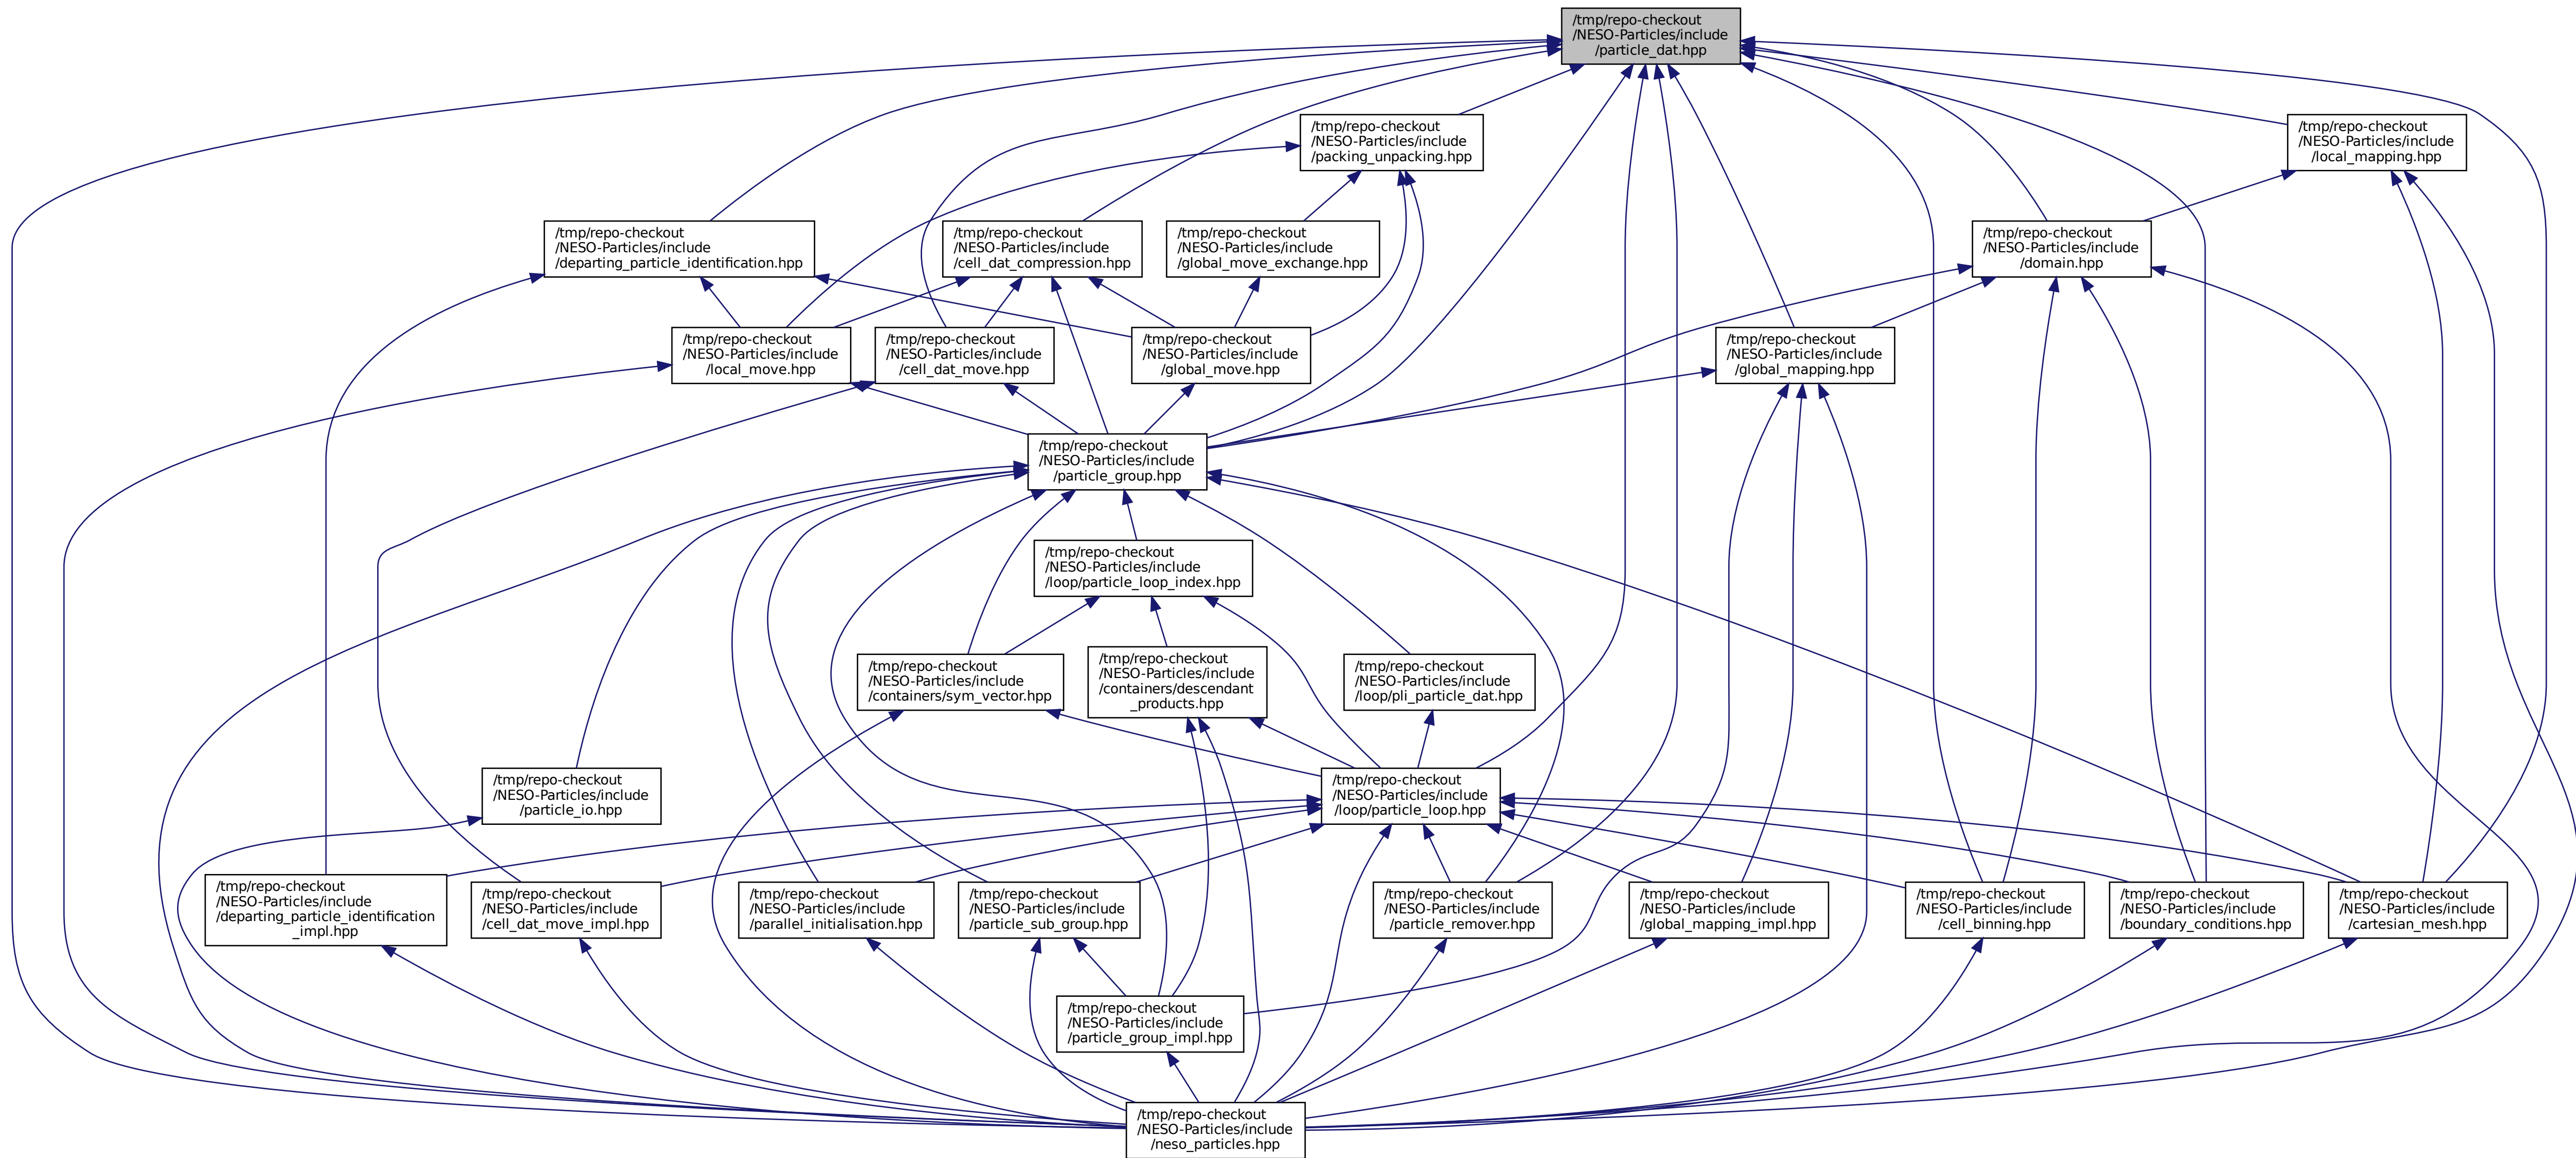 /tmp/repo-checkout
/NESO-Particles/include
/particle_dat.hpp
/tmp/repo-checkout
/NESO-Particles/include
/packing_unpacking.hpp
/tmp/repo-checkout
/NESO-Particles/include
/local_mapping.hpp
/tmp/repo-checkout
/NESO-Particles/include
/departing_particle_identification.hpp
/tmp/repo-checkout
/NESO-Particles/include
/cell_dat_compression.hpp
/tmp/repo-checkout
/NESO-Particles/include
/global_move_exchange.hpp
/tmp/repo-checkout
/NESO-Particles/include
/domain.hpp
/tmp/repo-checkout
/NESO-Particles/include
/local_move.hpp
/tmp/repo-checkout
/NESO-Particles/include
/cell_dat_move.hpp
/tmp/repo-checkout
/NESO-Particles/include
/global_move.hpp
/tmp/repo-checkout
/NESO-Particles/include
/global_mapping.hpp
/tmp/repo-checkout
/NESO-Particles/include
/particle_group.hpp
/tmp/repo-checkout
/NESO-Particles/include
/loop/particle_loop_index.hpp
/tmp/repo-checkout
/NESO-Particles/include
/containers/sym_vector.hpp
/tmp/repo-checkout
/NESO-Particles/include
/containers/descendant
_products.hpp
/tmp/repo-checkout
/NESO-Particles/include
/loop/pli_particle_dat.hpp
/tmp/repo-checkout
/NESO-Particles/include
/particle_io.hpp
/tmp/repo-checkout
/NESO-Particles/include
/loop/particle_loop.hpp
/tmp/repo-checkout
/NESO-Particles/include
/departing_particle_identification
_impl.hpp
/tmp/repo-checkout
/NESO-Particles/include
/cell_dat_move_impl.hpp
/tmp/repo-checkout
/NESO-Particles/include
/parallel_initialisation.hpp
/tmp/repo-checkout
/NESO-Particles/include
/particle_sub_group.hpp
/tmp/repo-checkout
/NESO-Particles/include
/particle_remover.hpp
/tmp/repo-checkout
/NESO-Particles/include
/global_mapping_impl.hpp
/tmp/repo-checkout
/NESO-Particles/include
/cell_binning.hpp
/tmp/repo-checkout
/NESO-Particles/include
/boundary_conditions.hpp
/tmp/repo-checkout
/NESO-Particles/include
/cartesian_mesh.hpp
/tmp/repo-checkout
/NESO-Particles/include
/particle_group_impl.hpp
/tmp/repo-checkout
/NESO-Particles/include
/neso_particles.hpp